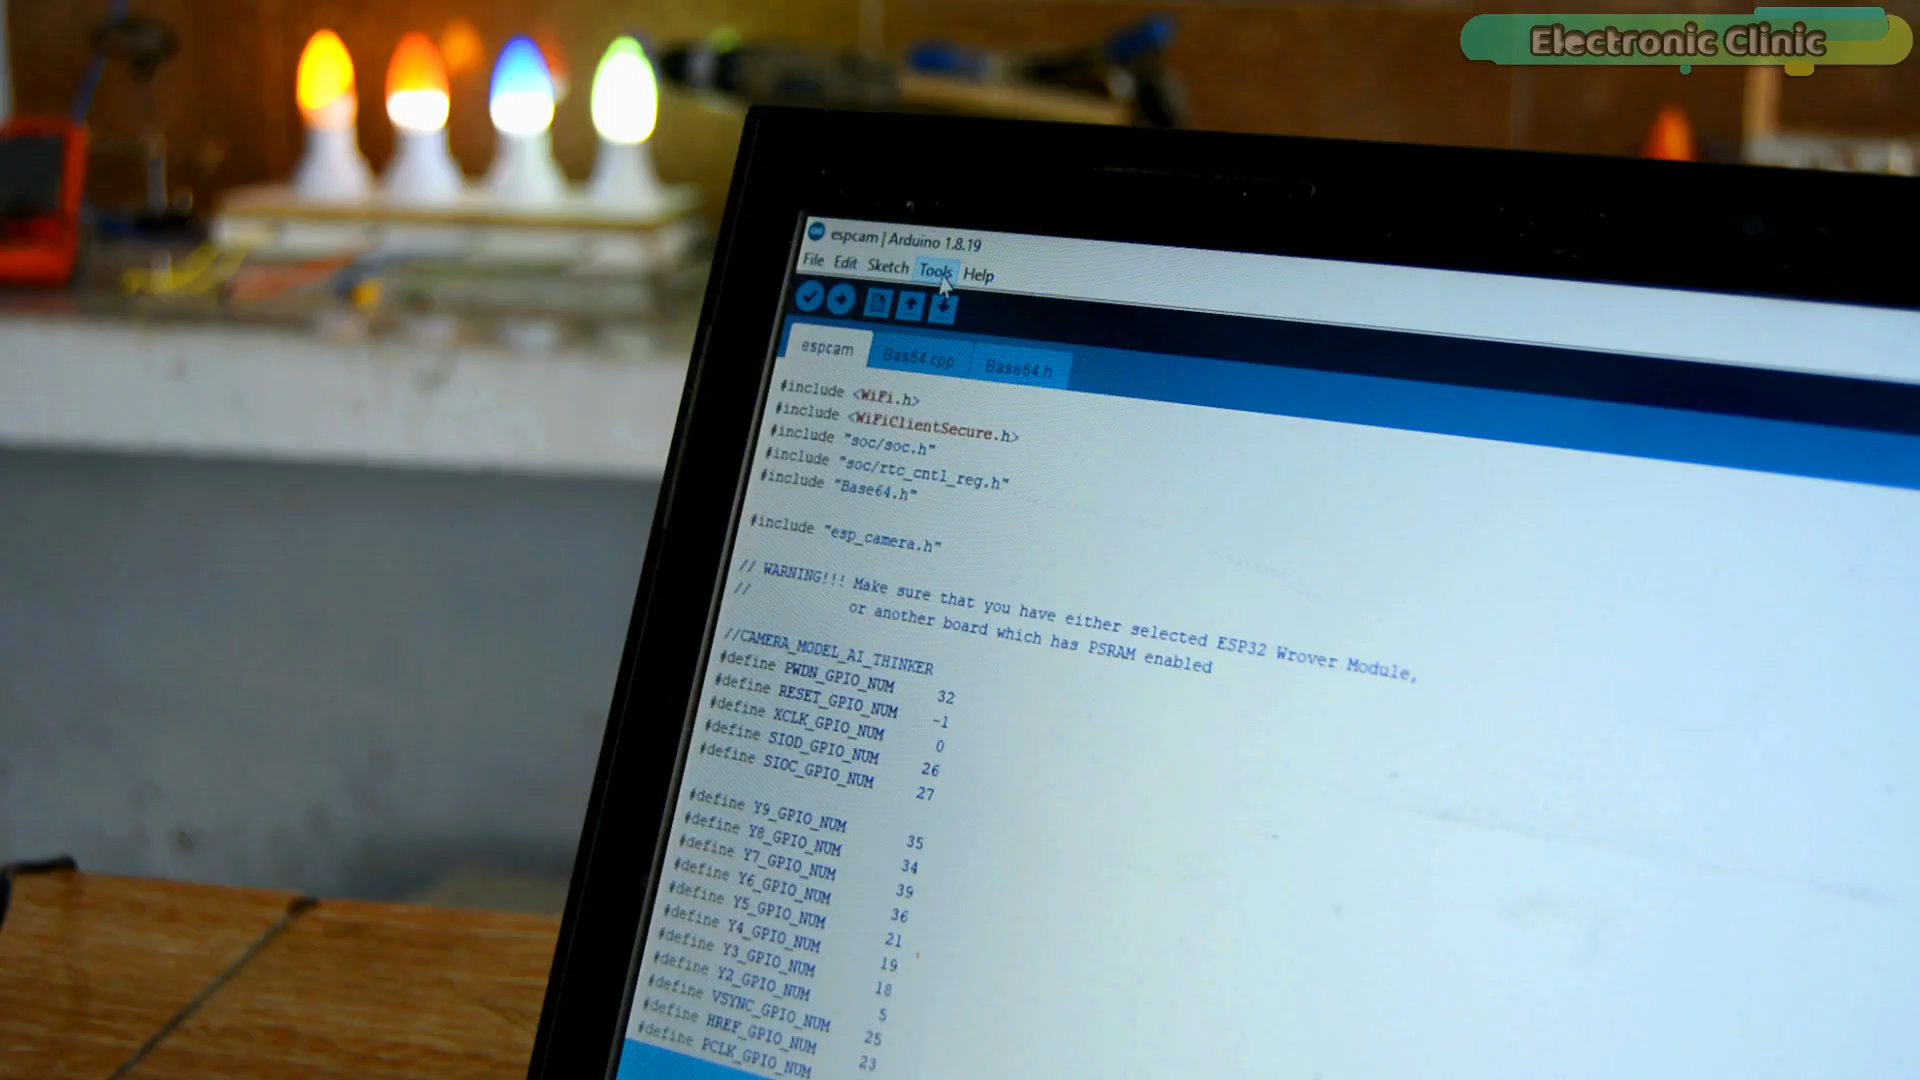 Electronic Clinic
espcam | Arduino 1.8.19
File Edit Sketch Tools Help
espcam Bas64.cpp Base64.h
#include <WiFi.h>
#include <WiFiClientSecure.h>
#include "soc/soc.h"
#include "soc/rtc_cntl_reg.h"
#include "Base64.h"
#include "esp_camera.h"
// WARNING!!! Make sure that you have either selected ESP32 Wrover Module,
// or another board which has PSRAM enabled
//CAMERA_MODEL_AI_THINKER
#define PWDN_GPIO_NUM 32
#define RESET_GPIO_NUM -1
#define XCLK_GPIO_NUM 0
#define SIOD_GPIO_NUM 26
#define SIOC_GPIO_NUM 27
#define Y9_GPIO_NUM 35
#define Y8_GPIO_NUM 34
#define Y7_GPIO_NUM 39
#define Y6_GPIO_NUM 36
#define Y5_GPIO_NUM 21
#define Y4_GPIO_NUM 19
#define Y3_GPIO_NUM 18
#define Y2_GPIO_NUM 5
#define VSYNC_GPIO_NUM 25
#define HREF_GPIO_NUM 23
#define PCLK_GPIO_NUM